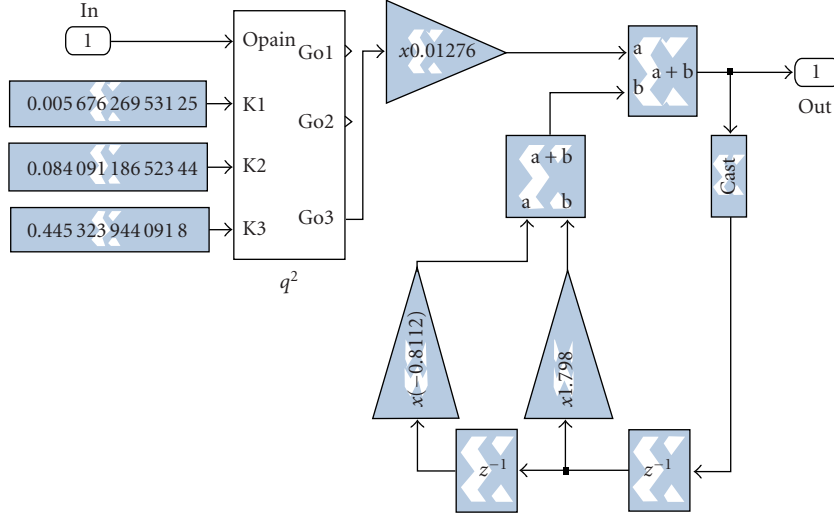 In
1
Opain
Go1
x0.01276
a
a + b
b
1
Out
0.005 676 269 531 25
K1
Go2
0.084 091 186 523 44
K2
a + b
a
b
Cast
0.445 323 944 091 8
K3
Go3
q²
x(−0.8112)
x1.798
z⁻¹
z⁻¹